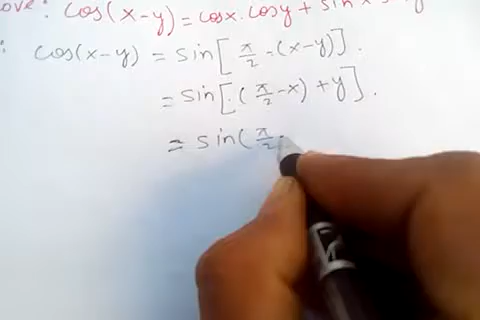 ove: cos(x-y) = cosx. cosy + sin
: cos(x-y) = sin[π/2 -(x-y)].
= sin[.(π/2 -x) +y].
= sin(π/2